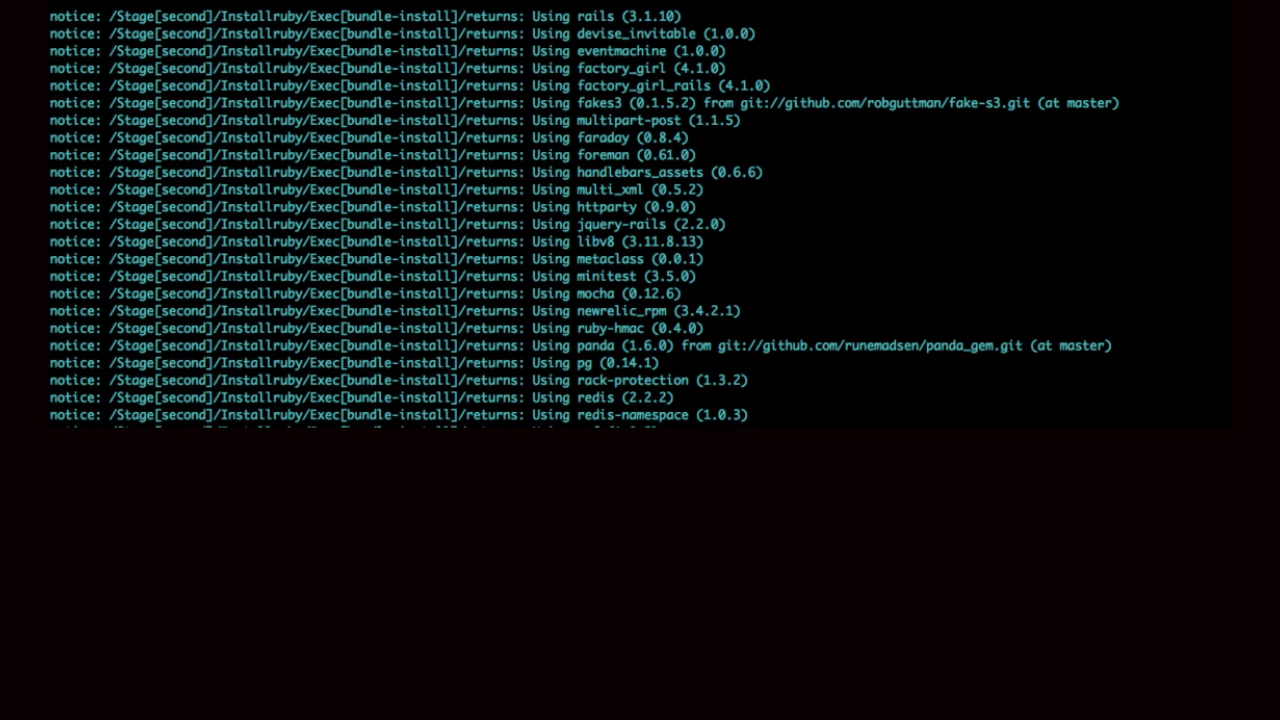 notice: /Stage[second]/Installruby/Exec[bundle-install]/returns: Using rails (3.1.10)
notice: /Stage[second]/Installruby/Exec[bundle-install]/returns: Using devise_invitable (1.0.0)
notice: /Stage[second]/Installruby/Exec[bundle-install]/returns: Using eventmachine (1.0.0)
notice: /Stage[second]/Installruby/Exec[bundle-install]/returns: Using factory_girl (4.1.0)
notice: /Stage[second]/Installruby/Exec[bundle-install]/returns: Using factory_girl_rails (4.1.0)
notice: /Stage[second]/Installruby/Exec[bundle-install]/returns: Using fakes3 (0.1.5.2) from git://github.com/robguttman/fake-s3.git (at master)
notice: /Stage[second]/Installruby/Exec[bundle-install]/returns: Using multipart-post (1.1.5)
notice: /Stage[second]/Installruby/Exec[bundle-install]/returns: Using faraday (0.8.4)
notice: /Stage[second]/Installruby/Exec[bundle-install]/returns: Using foreman (0.61.0)
notice: /Stage[second]/Installruby/Exec[bundle-install]/returns: Using handlebars_assets (0.6.6)
notice: /Stage[second]/Installruby/Exec[bundle-install]/returns: Using multi_xml (0.5.2)
notice: /Stage[second]/Installruby/Exec[bundle-install]/returns: Using httparty (0.9.0)
notice: /Stage[second]/Installruby/Exec[bundle-install]/returns: Using jquery-rails (2.2.0)
notice: /Stage[second]/Installruby/Exec[bundle-install]/returns: Using libv8 (3.11.8.13)
notice: /Stage[second]/Installruby/Exec[bundle-install]/returns: Using metaclass (0.0.1)
notice: /Stage[second]/Installruby/Exec[bundle-install]/returns: Using minitest (3.5.0)
notice: /Stage[second]/Installruby/Exec[bundle-install]/returns: Using mocha (0.12.6)
notice: /Stage[second]/Installruby/Exec[bundle-install]/returns: Using newrelic_rpm (3.4.2.1)
notice: /Stage[second]/Installruby/Exec[bundle-install]/returns: Using ruby-hmac (0.4.0)
notice: /Stage[second]/Installruby/Exec[bundle-install]/returns: Using panda (1.6.0) from git://github.com/runemadsen/panda_gem.git (at master)
notice: /Stage[second]/Installruby/Exec[bundle-install]/returns: Using pg (0.14.1)
notice: /Stage[second]/Installruby/Exec[bundle-install]/returns: Using rack-protection (1.3.2)
notice: /Stage[second]/Installruby/Exec[bundle-install]/returns: Using redis (2.2.2)
notice: /Stage[second]/Installruby/Exec[bundle-install]/returns: Using redis-namespace (1.0.3)